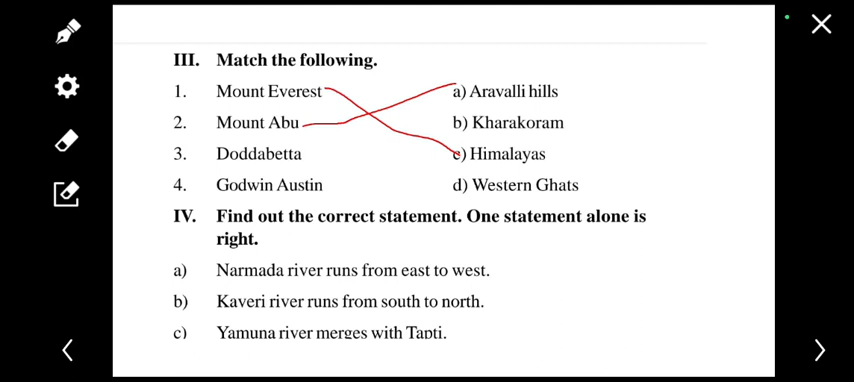 III. Match the following.
1. Mount Everest a) Aravalli hills
2. Mount Abu b) Kharakoram
3. Doddabetta c) Himalayas
4. Godwin Austin d) Western Ghats
IV. Find out the correct statement. One statement alone is
right.
a) Narmada river runs from east to west.
b) Kaveri river runs from south to north.
c) Yamuna river merges with Tapti.